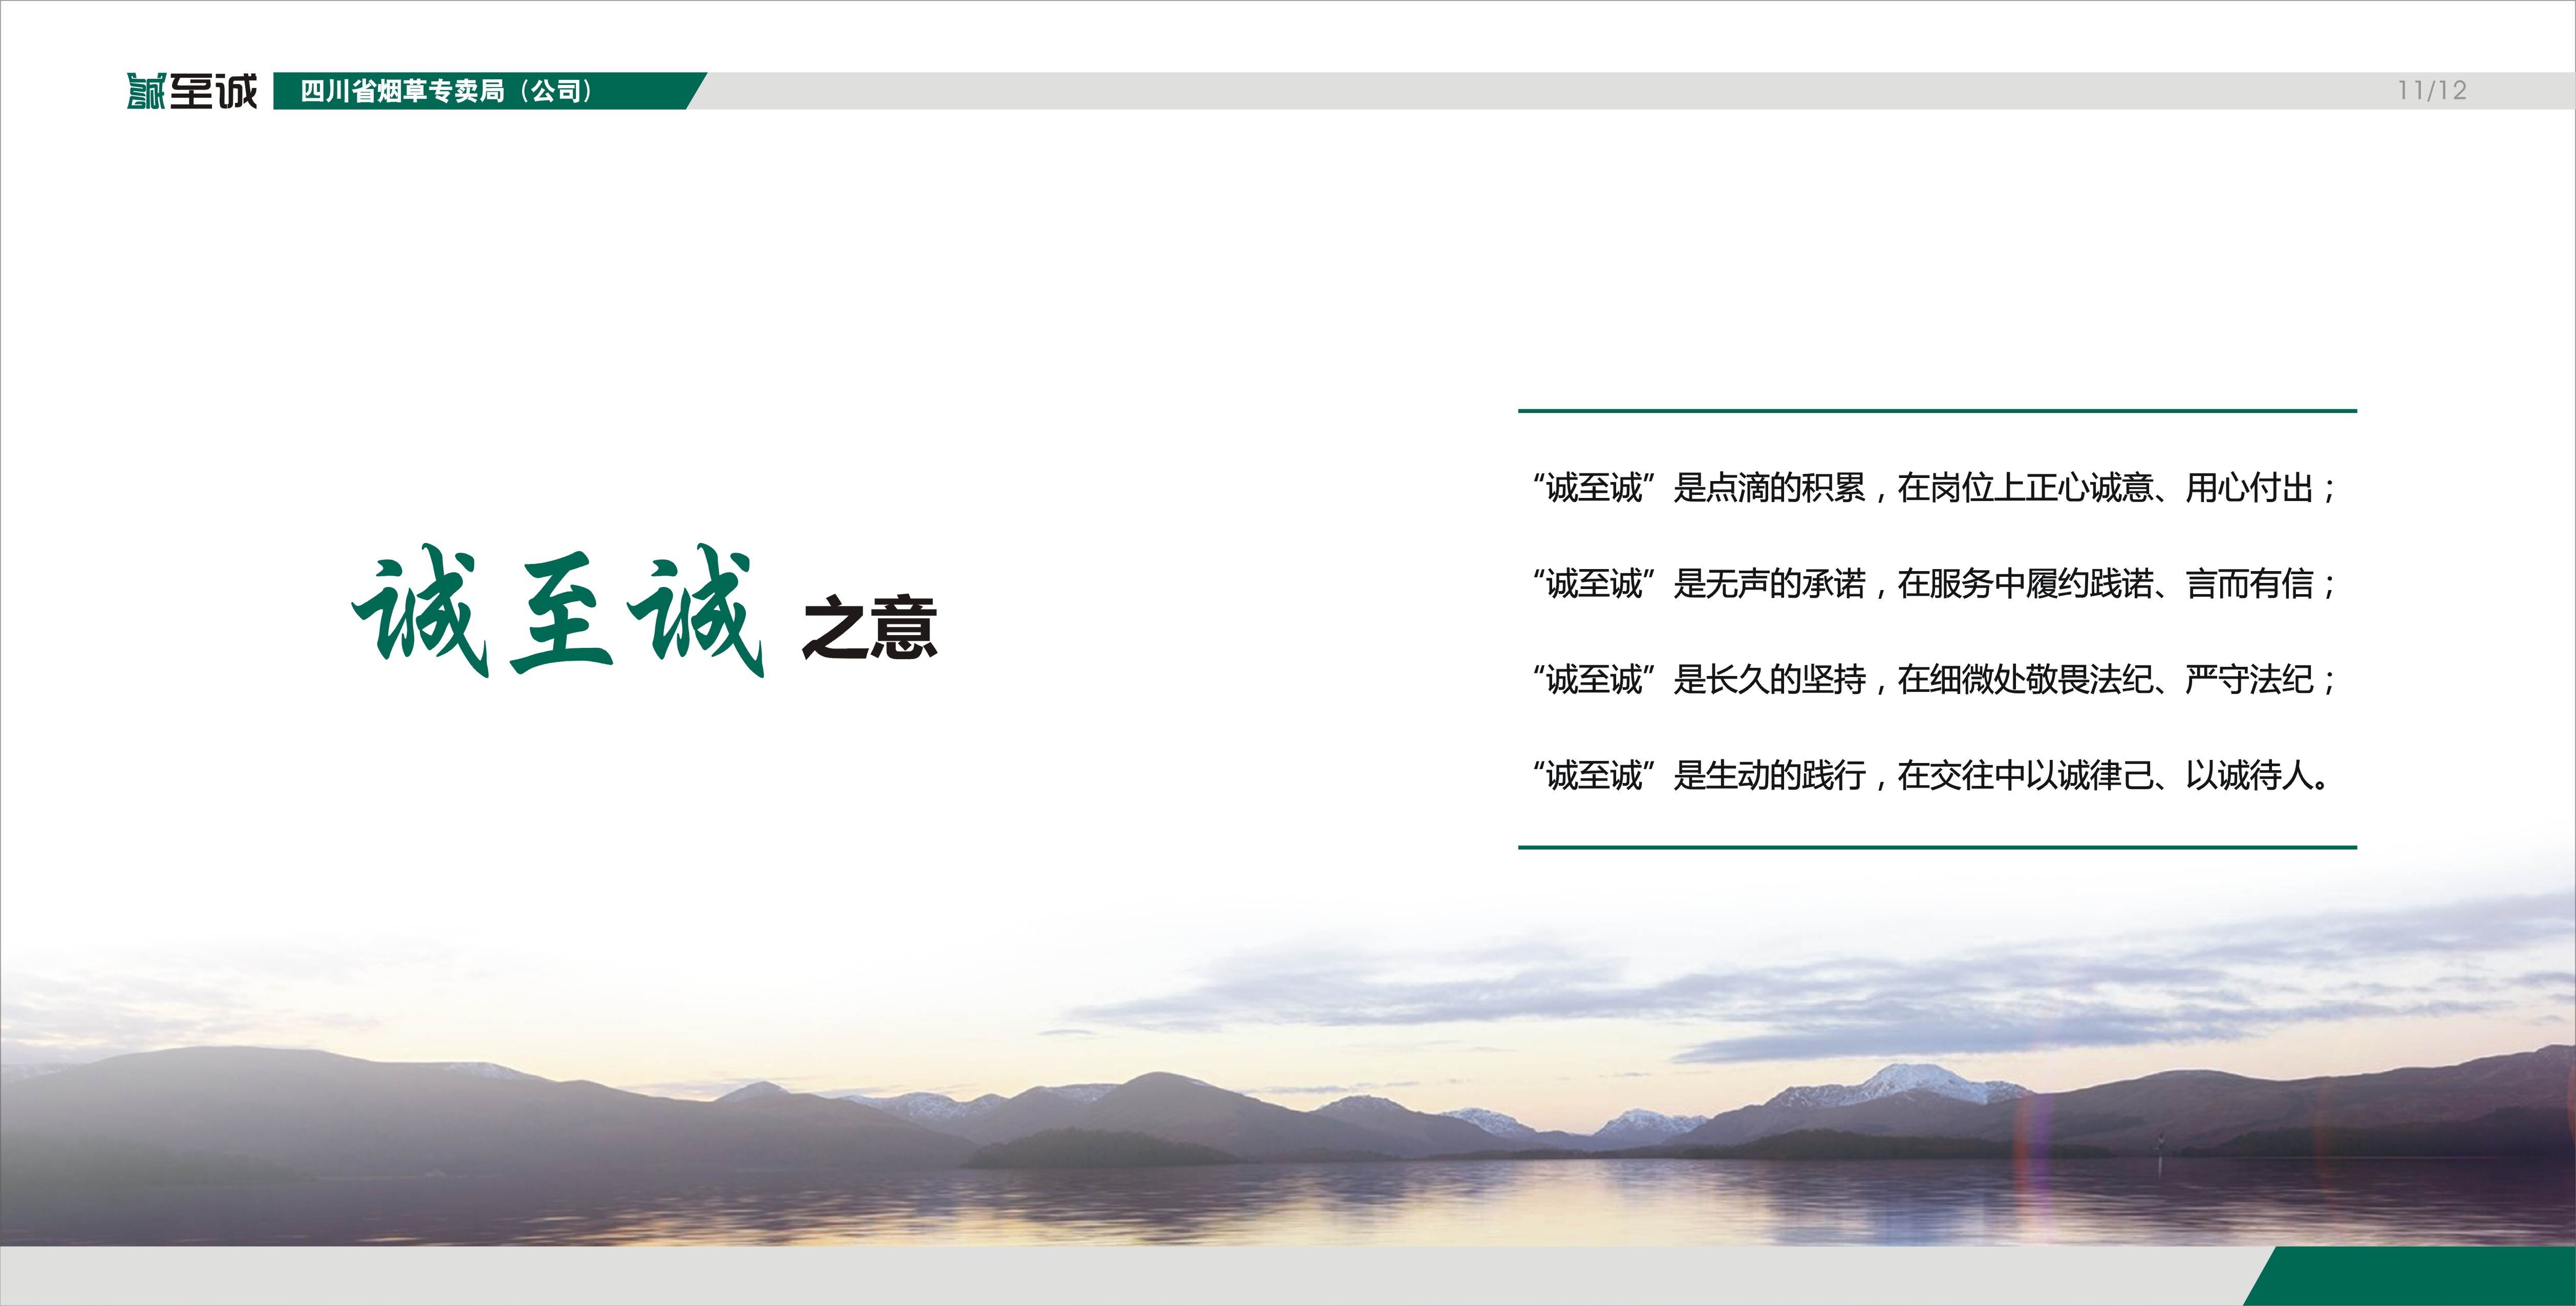 誠至诚
四川省烟草专卖局（公司）
11/12
诚至诚之意
“诚至诚”是点滴的积累，在岗位上正心诚意、用心付出；
“诚至诚”是无声的承诺，在服务中履约践诺、言而有信；
“诚至诚”是长久的坚持，在细微处敬畏法纪、严守法纪；
“诚至诚”是生动的践行，在交往中以诚律己、以诚待人。